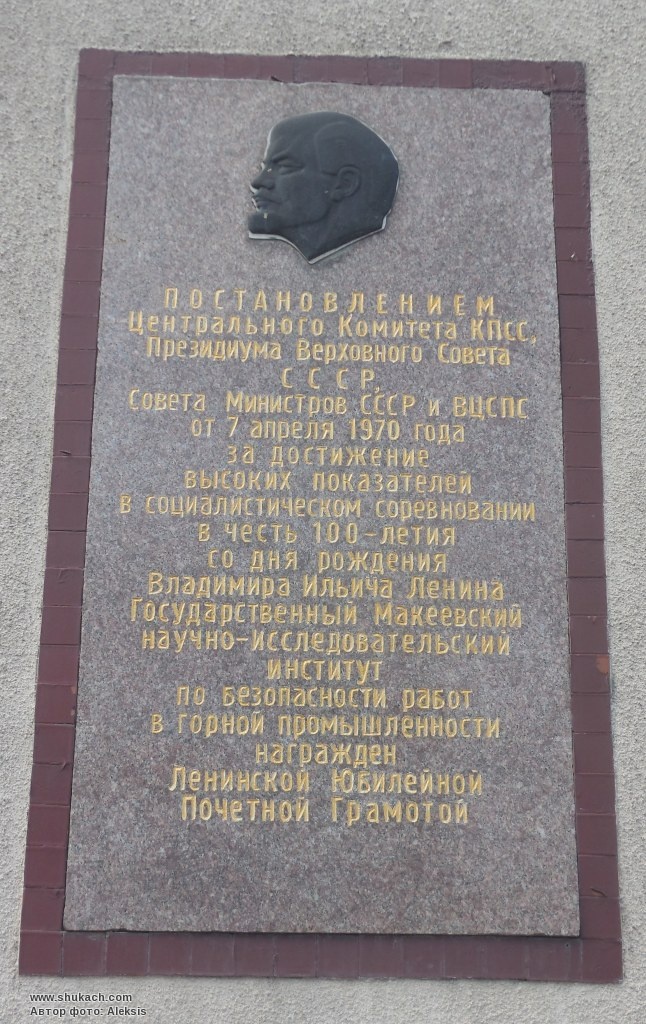 ПОСТАНОВЛЕНИЕМ
Центрального Комитета КПСС,
Президиума Верховного Совета
СССР,
Совета Министров СССР и ВЦСПС
от 7 апреля 1970 года
за достижение
высоких показателей
в социалистическом соревновании
в честь 100-летия
со дня рождения
Владимира Ильича Ленина
Государственный Макеевский
научно-исследовательский
институт
по безопасности работ
в горной промышленности
награжден
Ленинской Юбилейной
Почетной Грамотой
www.shukach.com
Автор фото: Aleksis